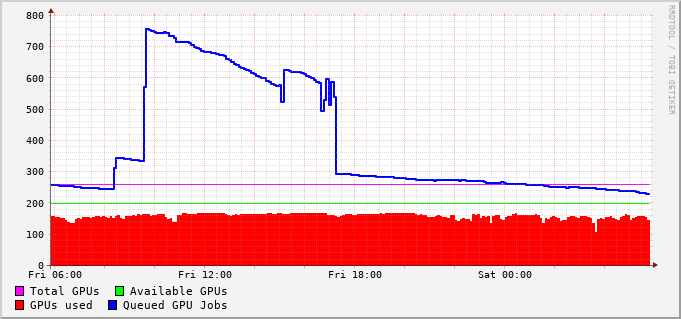 800
700
600
500
400
300
200
100
0
Fri 06:00 Fri 12:00 Fri 18:00 Sat 00:00
Total GPUs Available GPUs
GPUs used Queued GPU Jobs
RRDTOOL / TOBI OETIKER